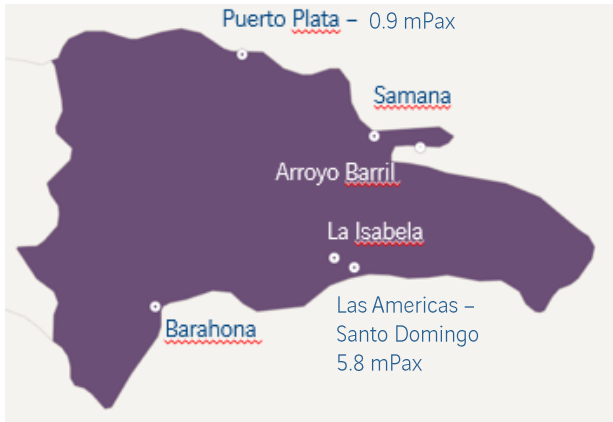 Puerto Plata – 0.9 mPax
Samana
Arroyo Barril
La Isabela
Las Americas –
Santo Domingo
5.8 mPax
Barahona